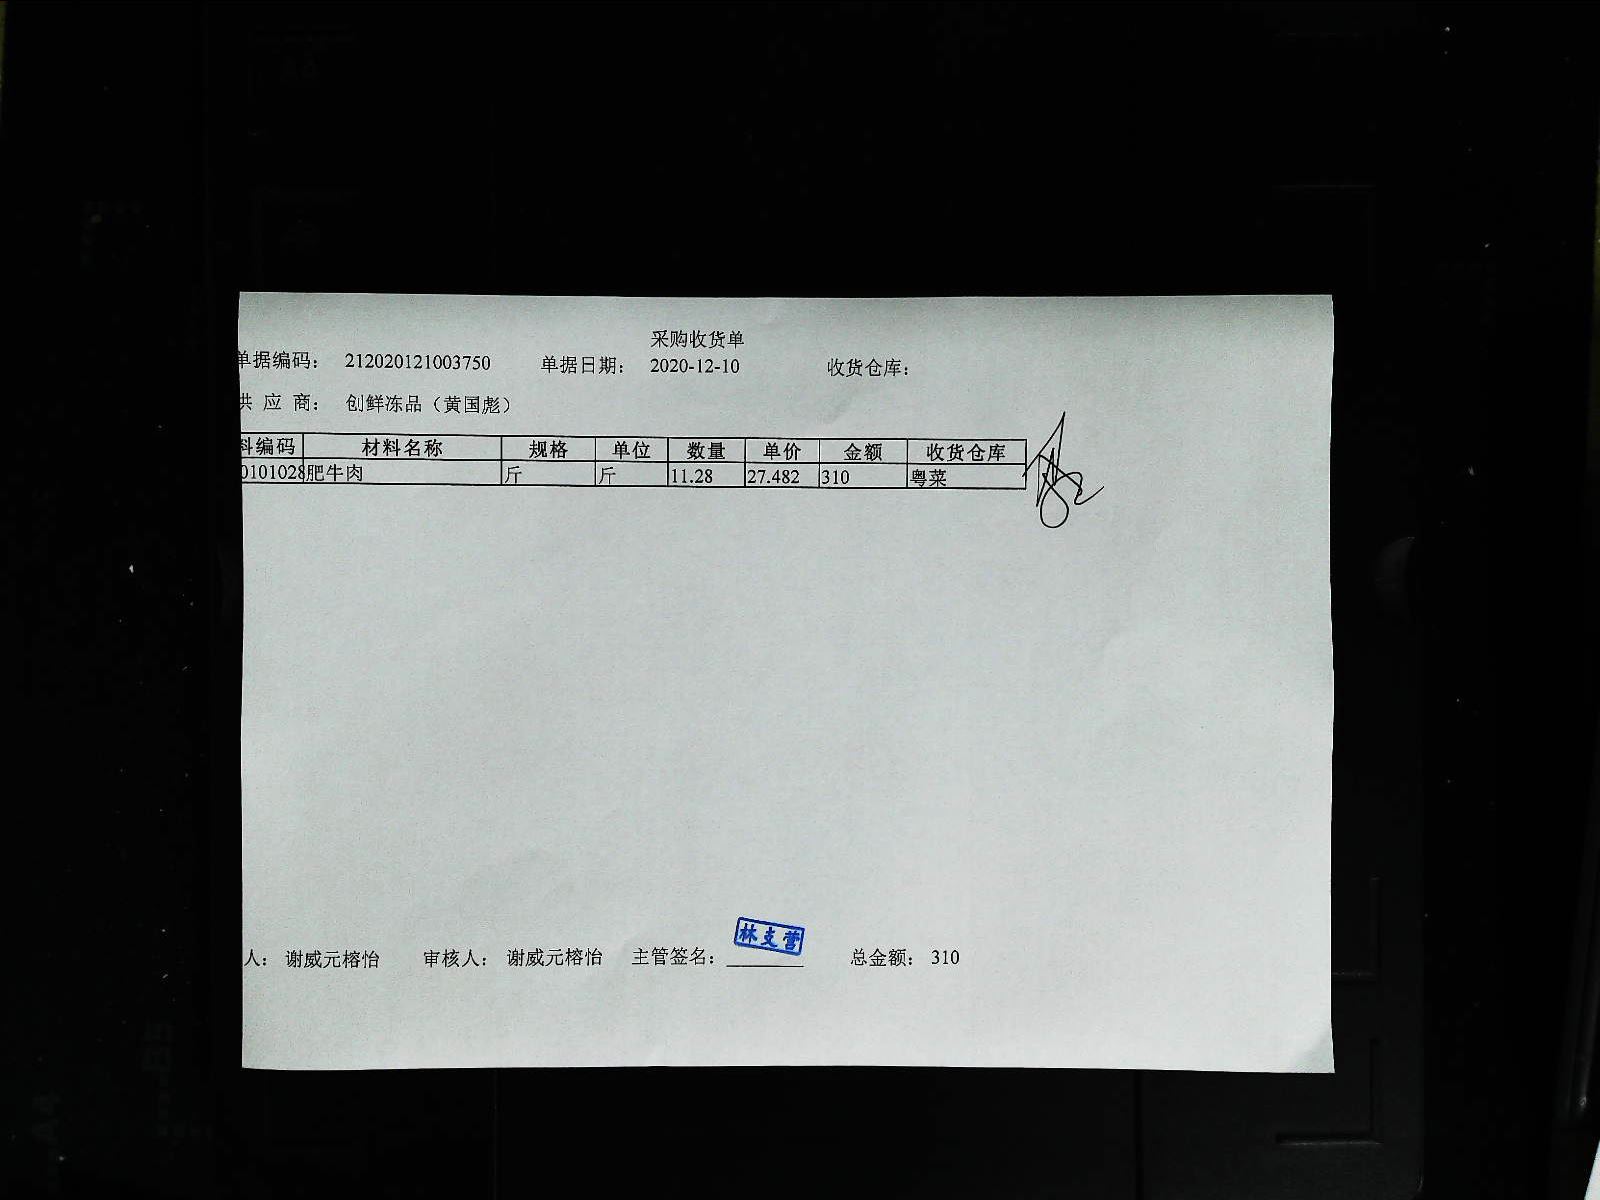 采购收货单
单据编码： 212020121003750 单据日期： 2020-12-10 收货仓库：
供 应 商： 创鲜冻品（黄国彪）
料编码 材料名称 规格 单位 数量 单价 金额 收货仓库
0101028 肥牛肉 斤 斤 11.28 27.482 310 粤菜
林支营
人： 谢威元榕怡 审核人： 谢威元榕怡 主管签名： 总金额： 310